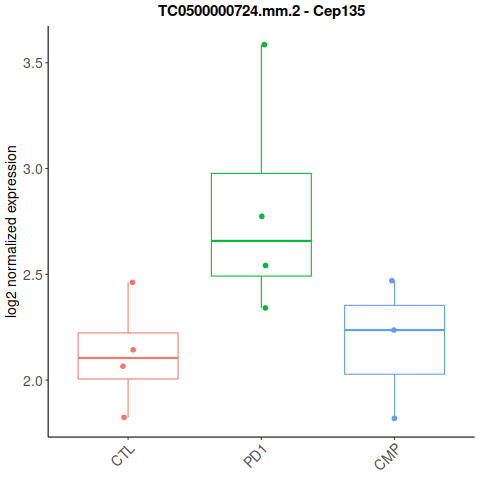 TC0500000724.mm.2 - Cep135
log2 normalized expression
3.5
3.0
2.5
2.0
CTL
PD1
CMP